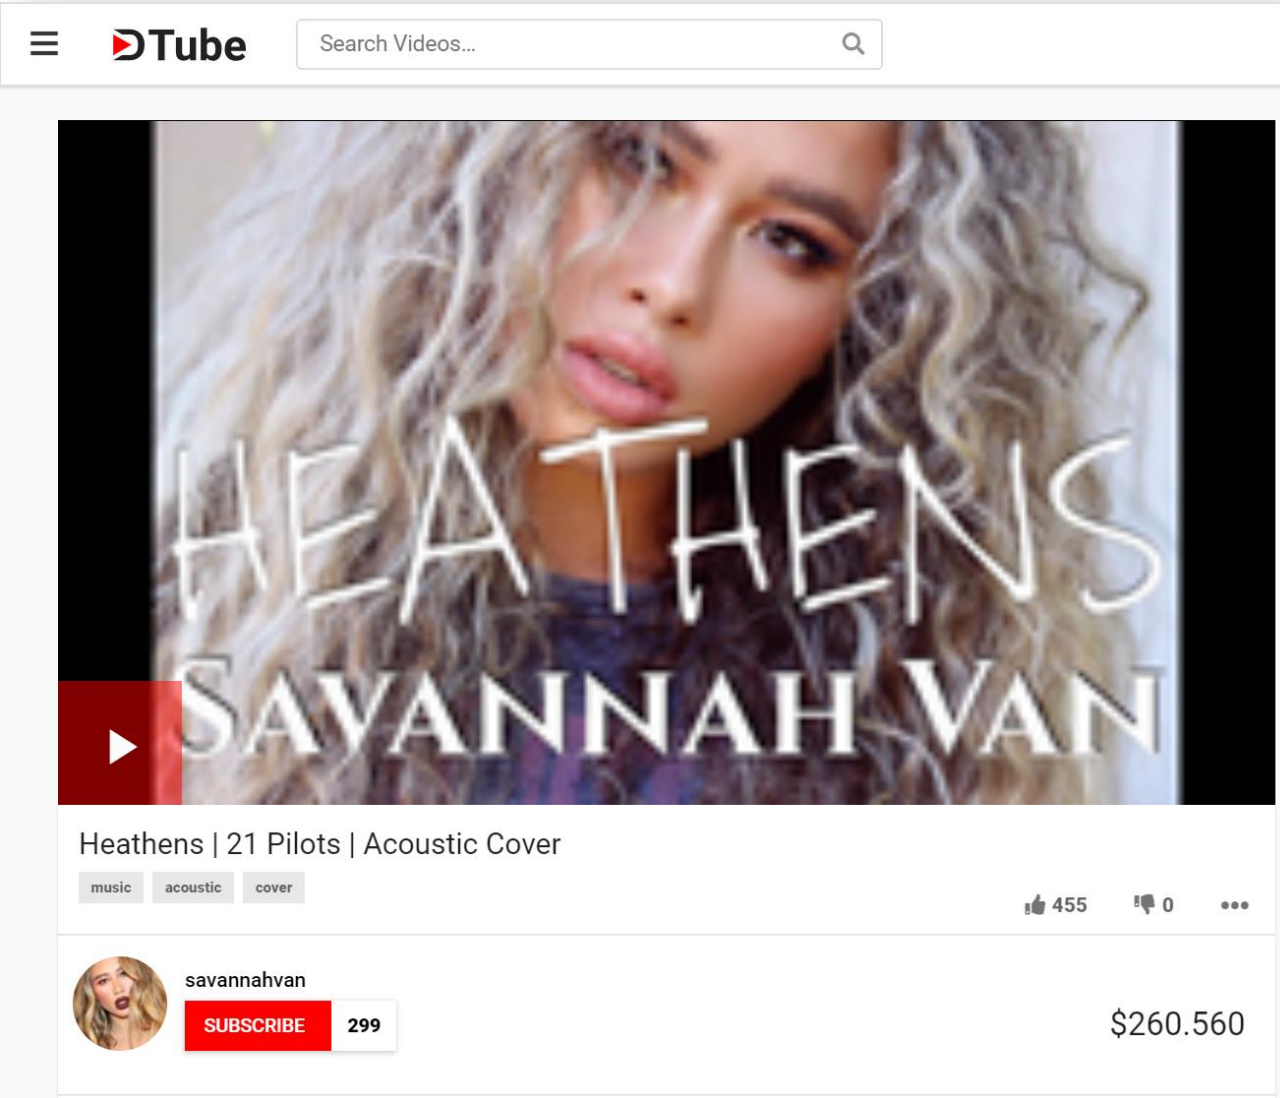 DTube
Search Videos...
HEATHENS
SAVANNAH VAN
Heathens | 21 Pilots | Acoustic Cover
music acoustic cover
455 0
savannahvan
SUBSCRIBE 299
$260.560